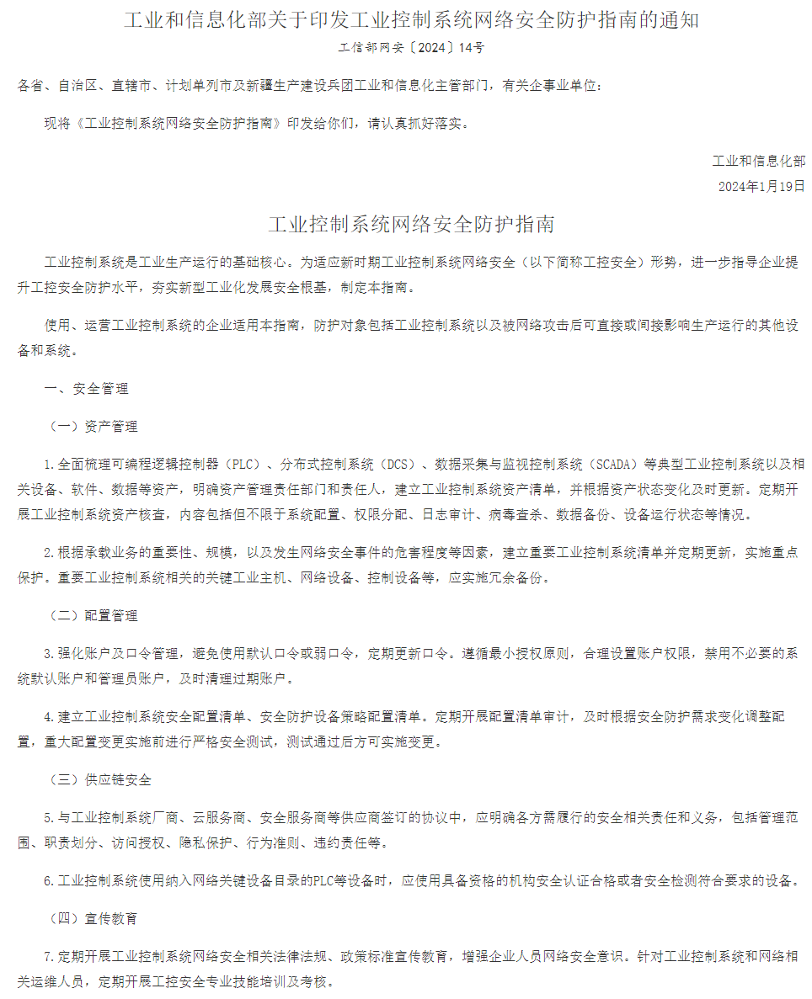 工业和信息化部关于印发工业控制系统网络安全防护指南的通知
工信部网安〔2024〕14号
各省、自治区、直辖市、计划单列市及新疆生产建设兵团工业和信息化主管部门，有关企事业单位：
现将《工业控制系统网络安全防护指南》印发给你们，请认真抓好落实。
工业和信息化部
2024年1月19日
工业控制系统网络安全防护指南
工业控制系统是工业生产运行的基础核心。为适应新时期工业控制系统网络安全（以下简称工控安全）形势，进一步指导企业提
升工控安全防护水平，夯实新型工业化发展安全根基，制定本指南。
使用、运营工业控制系统的企业适用本指南，防护对象包括工业控制系统以及被网络攻击后可直接或间接影响生产运行的其他设
备和系统。
一、安全管理
（一）资产管理
1.全面梳理可编程逻辑控制器（PLC）、分布式控制系统（DCS）、数据采集与监视控制系统（SCADA）等典型工业控制系统以及相
关设备、软件、数据等资产，明确资产管理责任部门和责任人，建立工业控制系统资产清单，并根据资产状态变化及时更新。定期开
展工业控制系统资产核查，内容包括但不限于系统配置、权限分配、日志审计、病毒查杀、数据备份、设备运行状态等情况。
2.根据承载业务的重要性、规模，以及发生网络安全事件的危害程度等因素，建立重要工业控制系统清单并定期更新，实施重点
保护。重要工业控制系统相关的关键工业主机、网络设备、控制设备等，应实施冗余备份。
（二）配置管理
3.强化账户及口令管理，避免使用默认口令或弱口令，定期更新口令。遵循最小授权原则，合理设置账户权限，禁用不必要的系
统默认账户和管理员账户，及时清理过期账户。
4.建立工业控制系统安全配置清单、安全防护设备策略配置清单。定期开展配置清单审计，及时根据安全防护需求变化调整配
置，重大配置变更实施前进行严格安全测试，测试通过后方可实施变更。
（三）供应链安全
5.与工业控制系统厂商、云服务商、安全服务商等供应商签订的协议中，应明确各方需履行的安全相关责任和义务，包括管理范
围、职责划分、访问授权、隐私保护、行为准则、违约责任等。
6.工业控制系统使用纳入网络关键设备目录的PLC等设备时，应使用具备资格的机构安全认证合格或者安全检测符合要求的设备。
（四）宣传教育
7.定期开展工业控制系统网络安全相关法律法规、政策标准宣传教育，增强企业人员网络安全意识。针对工业控制系统和网络相
关运维人员，定期开展工控安全专业技能培训及考核。